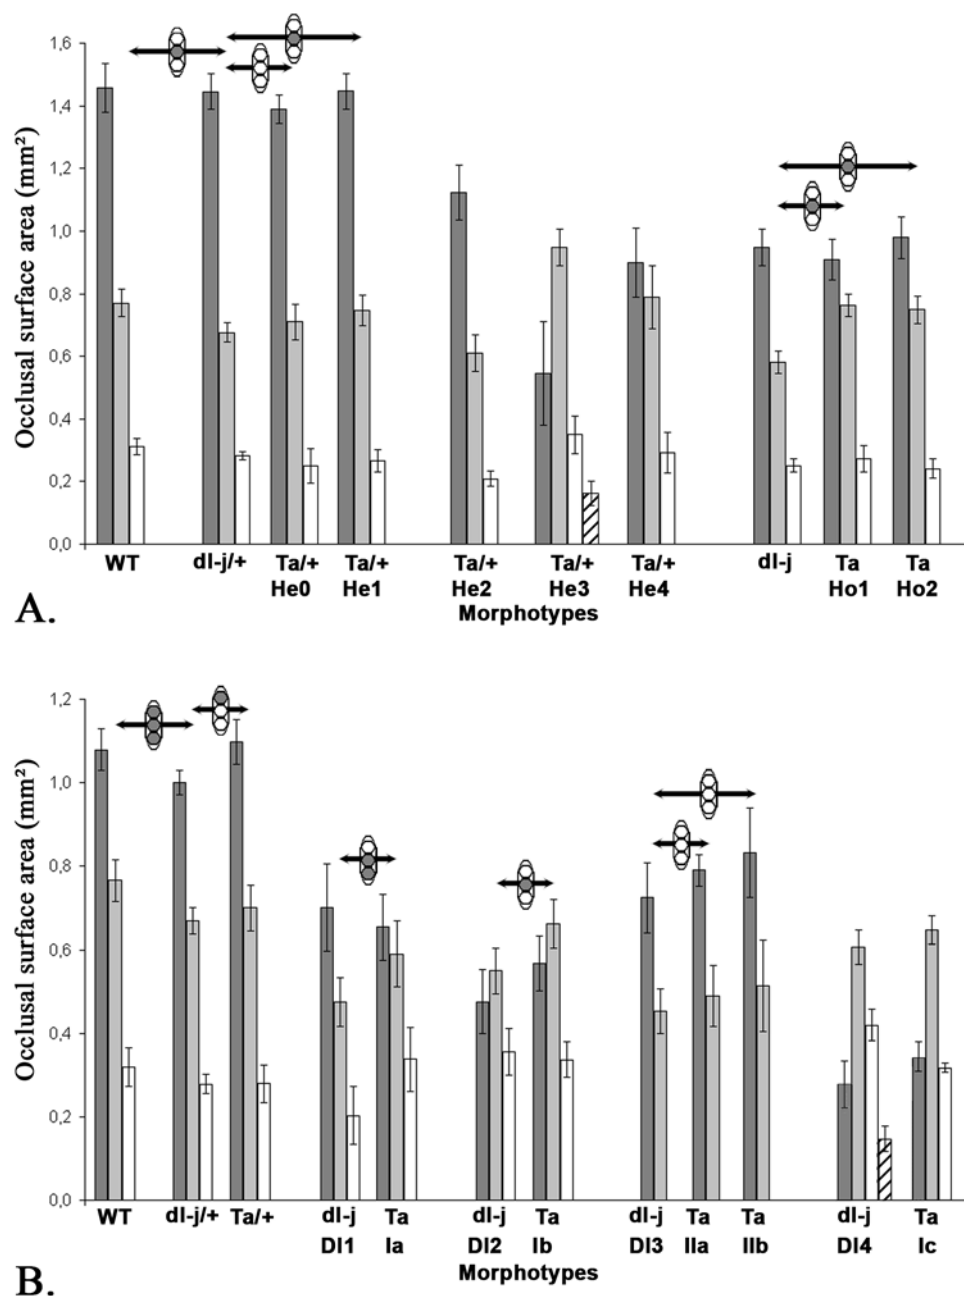 A.
Occlusal surface area (mm²)
1,6
1,4
1,2
1,0
0,8
0,6
0,4
0,2
0,0
WT
dl-j/+
Ta/+ He0
Ta/+ He1
Ta/+ He2
Ta/+ He3
Ta/+ He4
dl-j
Ta Ho1
Ta Ho2
Morphotypes
B.
Occlusal surface area (mm²)
1,2
1,0
0,8
0,6
0,4
0,2
0,0
WT
dl-j/+
Ta/+
dl-j Dl1
Ta Ia
dl-j Dl2
Ta Ib
dl-j Dl3
Ta IIa
Ta IIb
dl-j Dl4
Ta Ic
Morphotypes